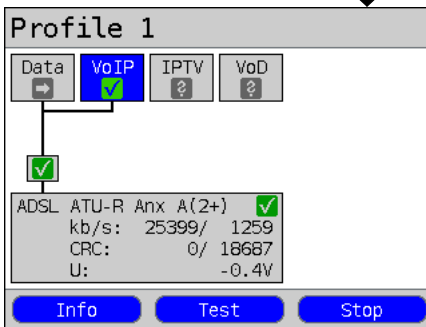 Profile 1
Data VoIP IPTV VoD
? ?
ADSL ATU-R Anx A(2+)
kb/s: 25399/ 1259
CRC: 0/ 18687
U: -0.4V
Info Test Stop